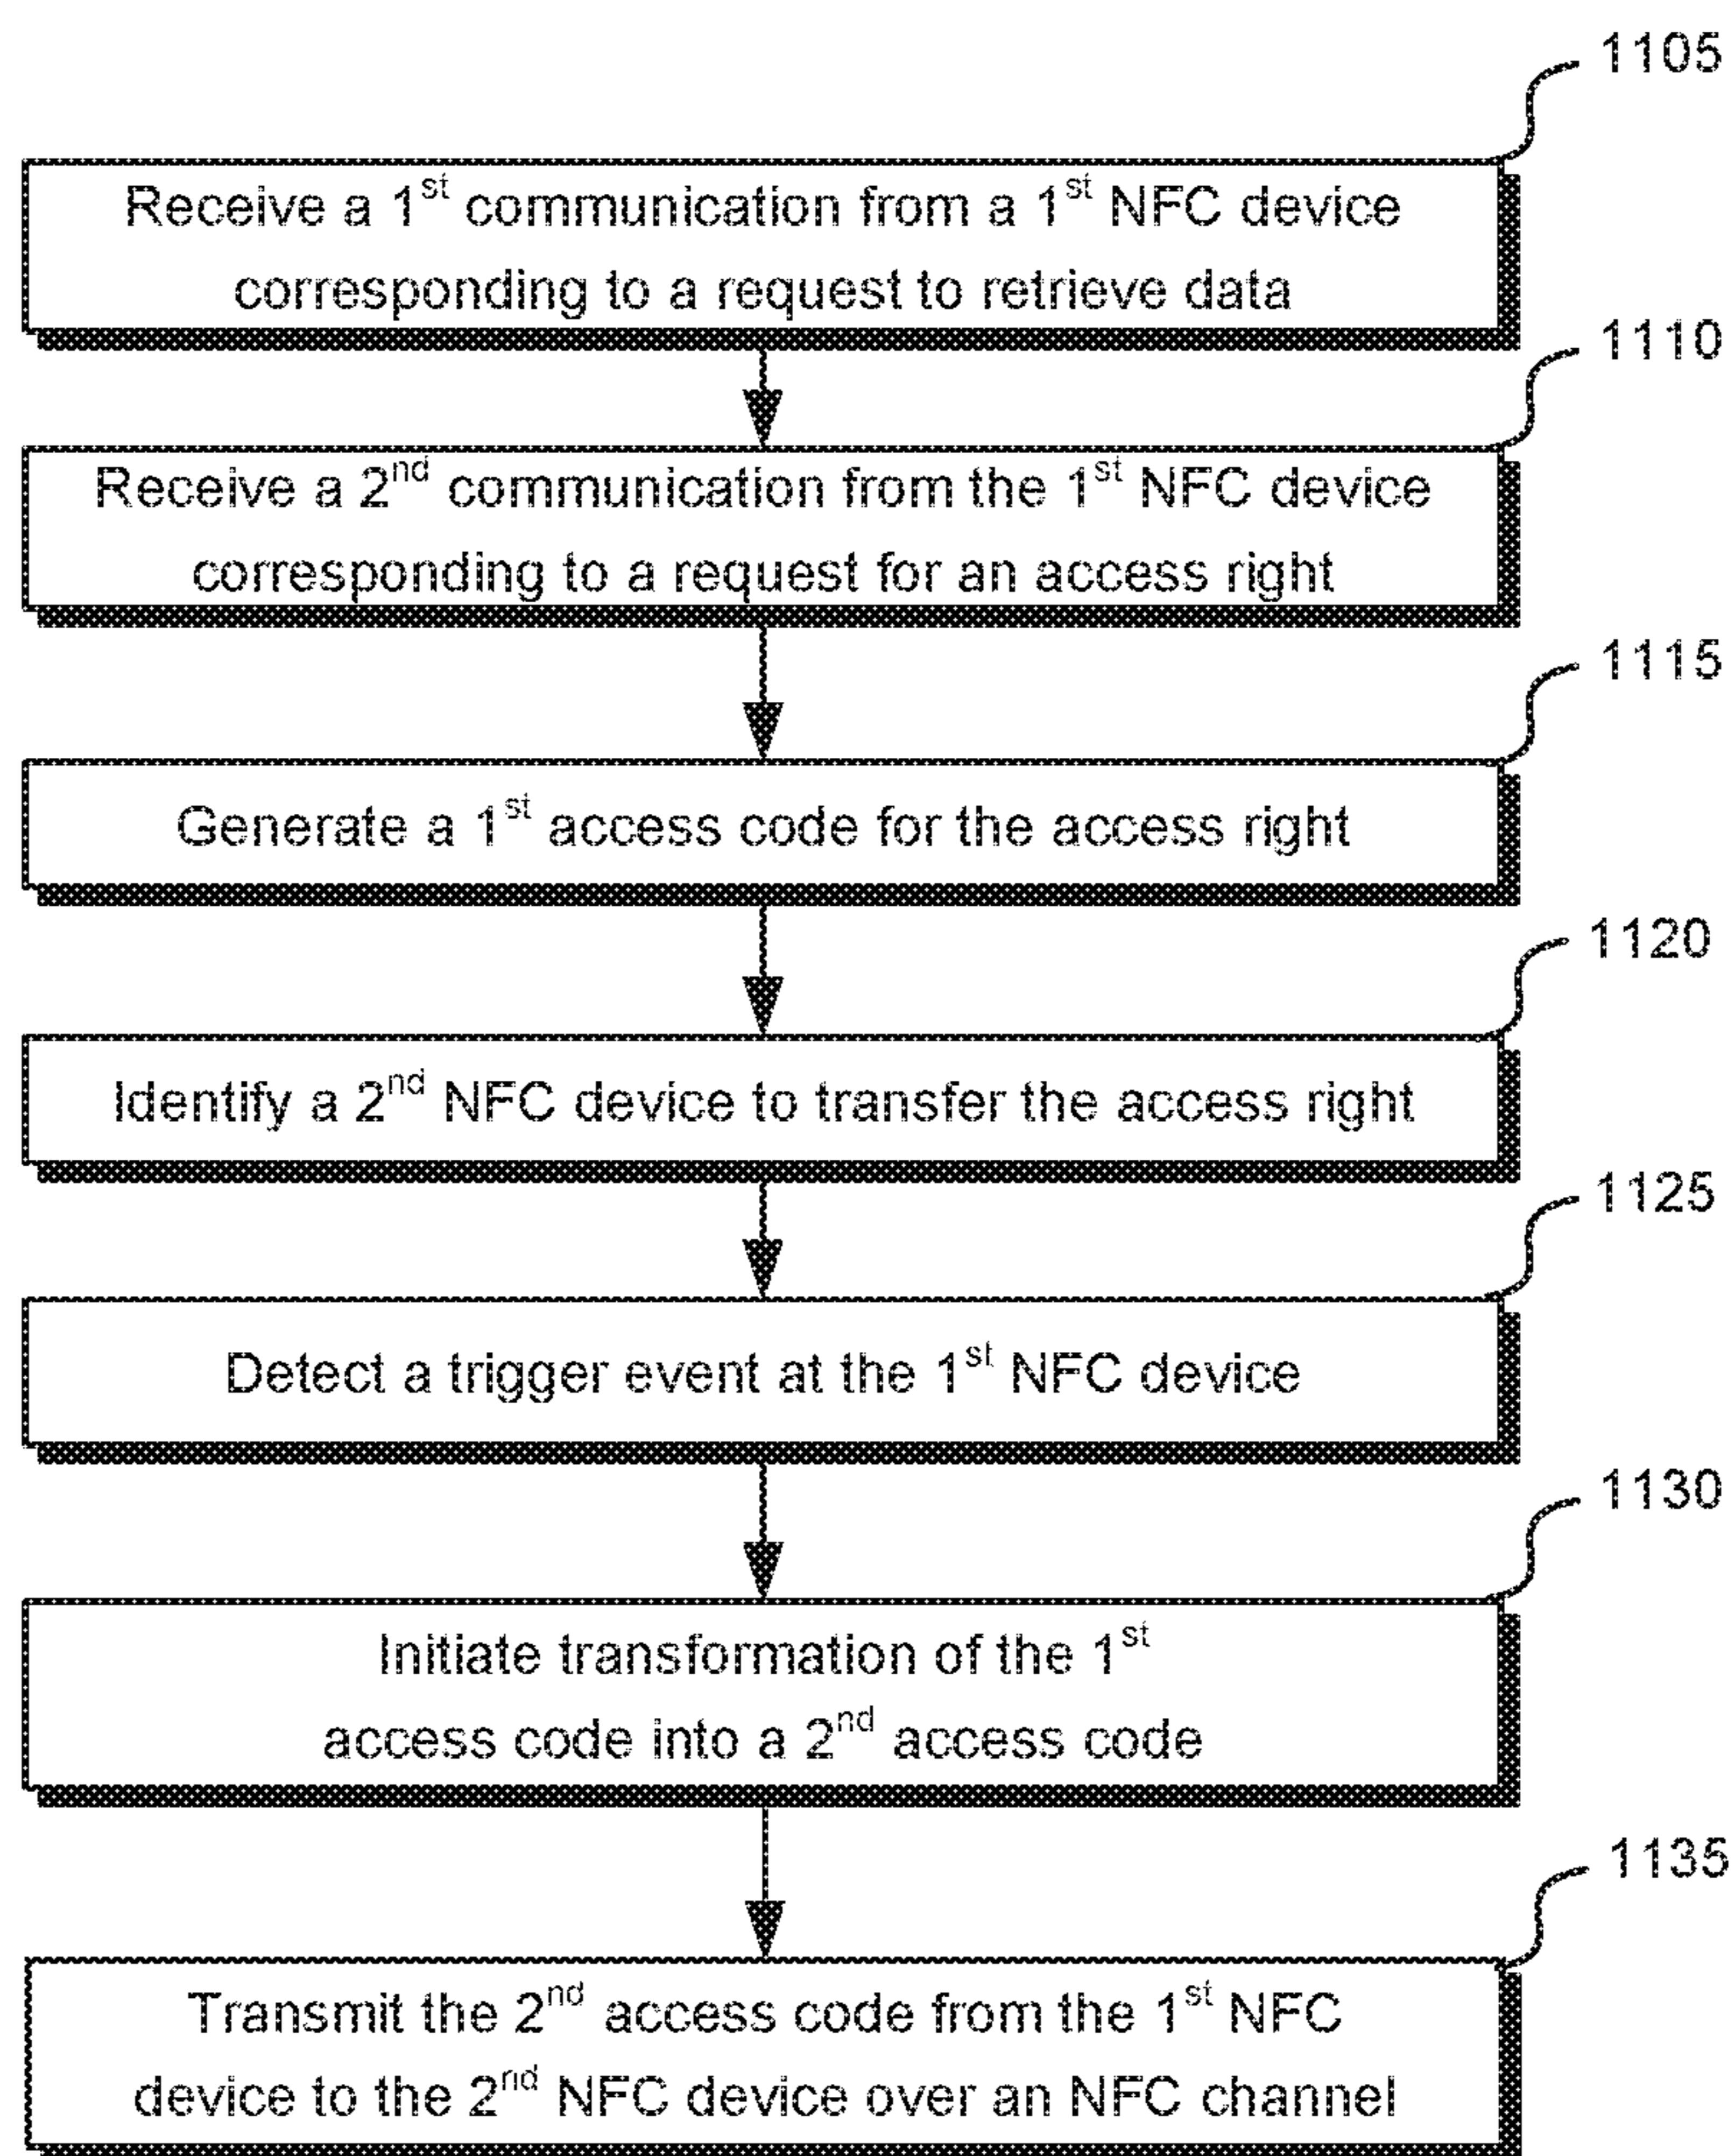 1105
Receive a 1st communication from a 1st NFC device
corresponding to a request to retrieve data
1110
Receive a 2nd communication from the 1st NFC device
corresponding to a request for an access right
1115
Generate a 1st access code for the access right
1120
Identify a 2nd NFC device to transfer the access right
1125
Detect a trigger event at the 1st NFC device
1130
Initiate transformation of the 1st
access code into a 2nd access code
1135
Transmit the 2nd access code from the 1st NFC
device to the 2nd NFC device over an NFC channel